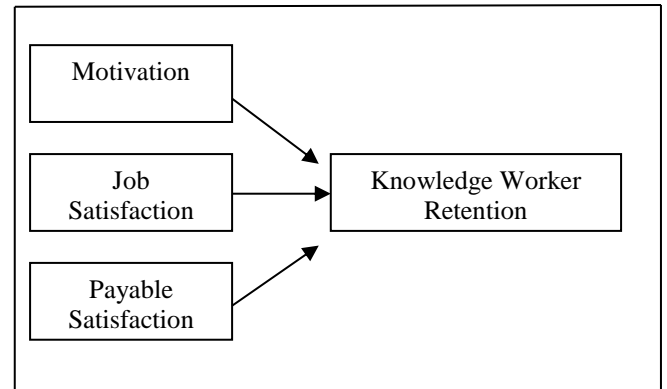 Motivation
Job
Satisfaction
Knowledge Worker
Retention
Payable
Satisfaction